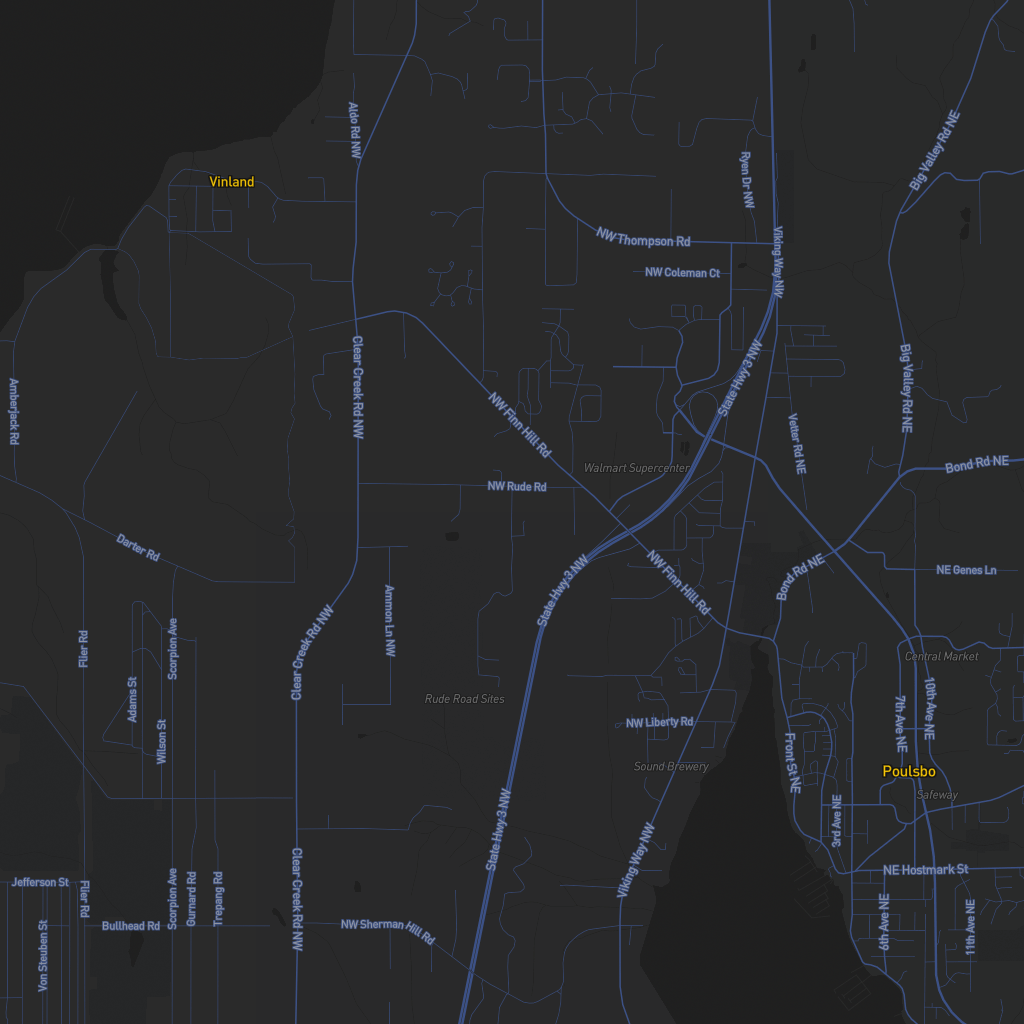 Aldo Rd NW
Big Valley Rd NE
Vinland
Ryen Dr NW
NW Thompson Rd
Viking Way NW
NW Coleman Ct
Clear Creek Rd NW
State Hwy 3 NW
Big Valley Rd NE
Amberjack Rd
NW Finn Hill Rd
Vetter Rd NE
Walmart Supercenter
Bond Rd NE
NW Rude Rd
Darter Rd
State Hwy 3 NW
NW Finn Hill Rd
Bond Rd NE
NE Genes Ln
Ammon Ln NW
Flier Rd
Scorpion Ave
Clear Creek Rd NW
Central Market
Adams St
Rude Road Sites
10th Ave NE
7th Ave NE
Wilson St
NW Liberty Rd
Front St NE
Sound Brewery
Poulsbo
Safeway
3rd Ave NE
State Hwy 3 NW
Viking Way NW
Clear Creek Rd NW
NE Hostmark St
Jefferson St
Flier Rd
Scorpion Ave
Gurnard Rd
Trepang Rd
Bullhead Rd
NW Sherman Hill Rd
6th Ave NE
11th Ave NE
Von Steuben St